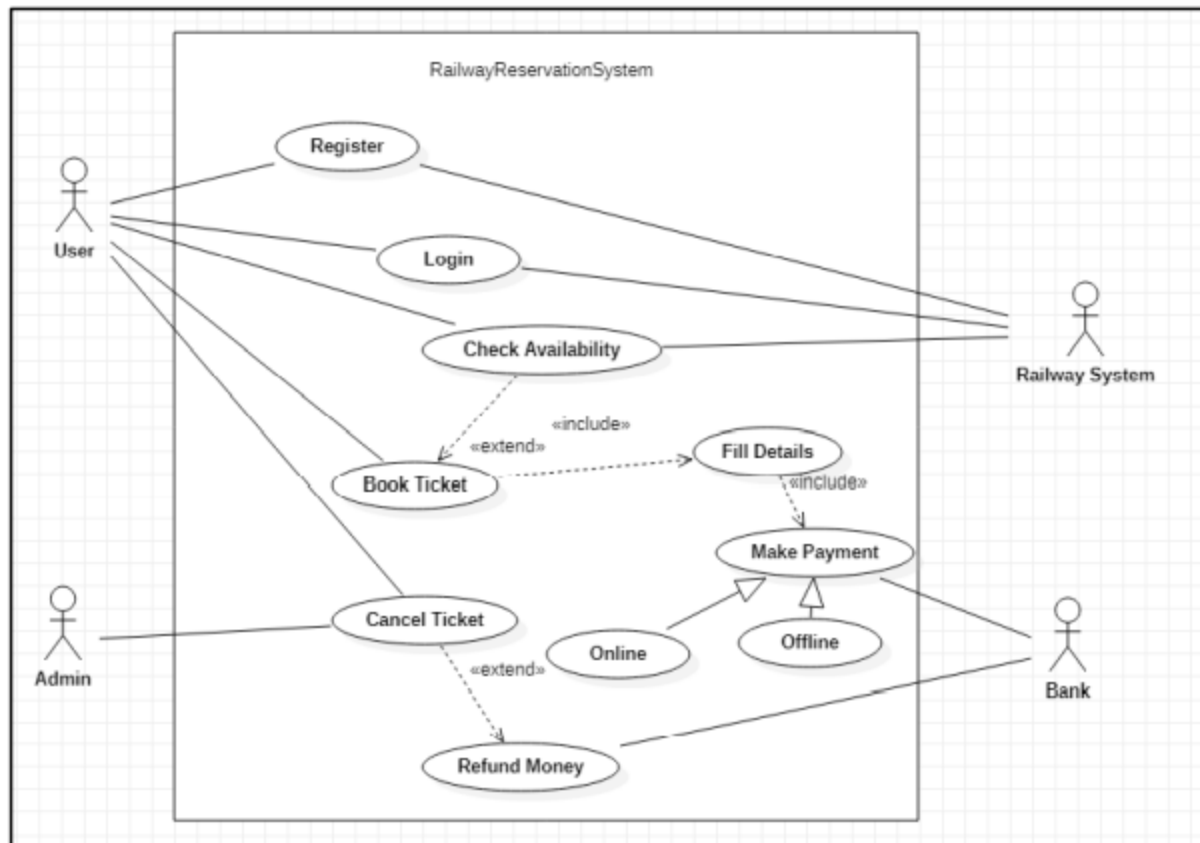 RailwayReservationSystem
Register
User
Login
Check Availability
Railway System
«include»
«extend»
Fill Details
Book Ticket
«include»
Make Payment
Cancel Ticket
Online
Offline
Admin
«extend»
Bank
Refund Money